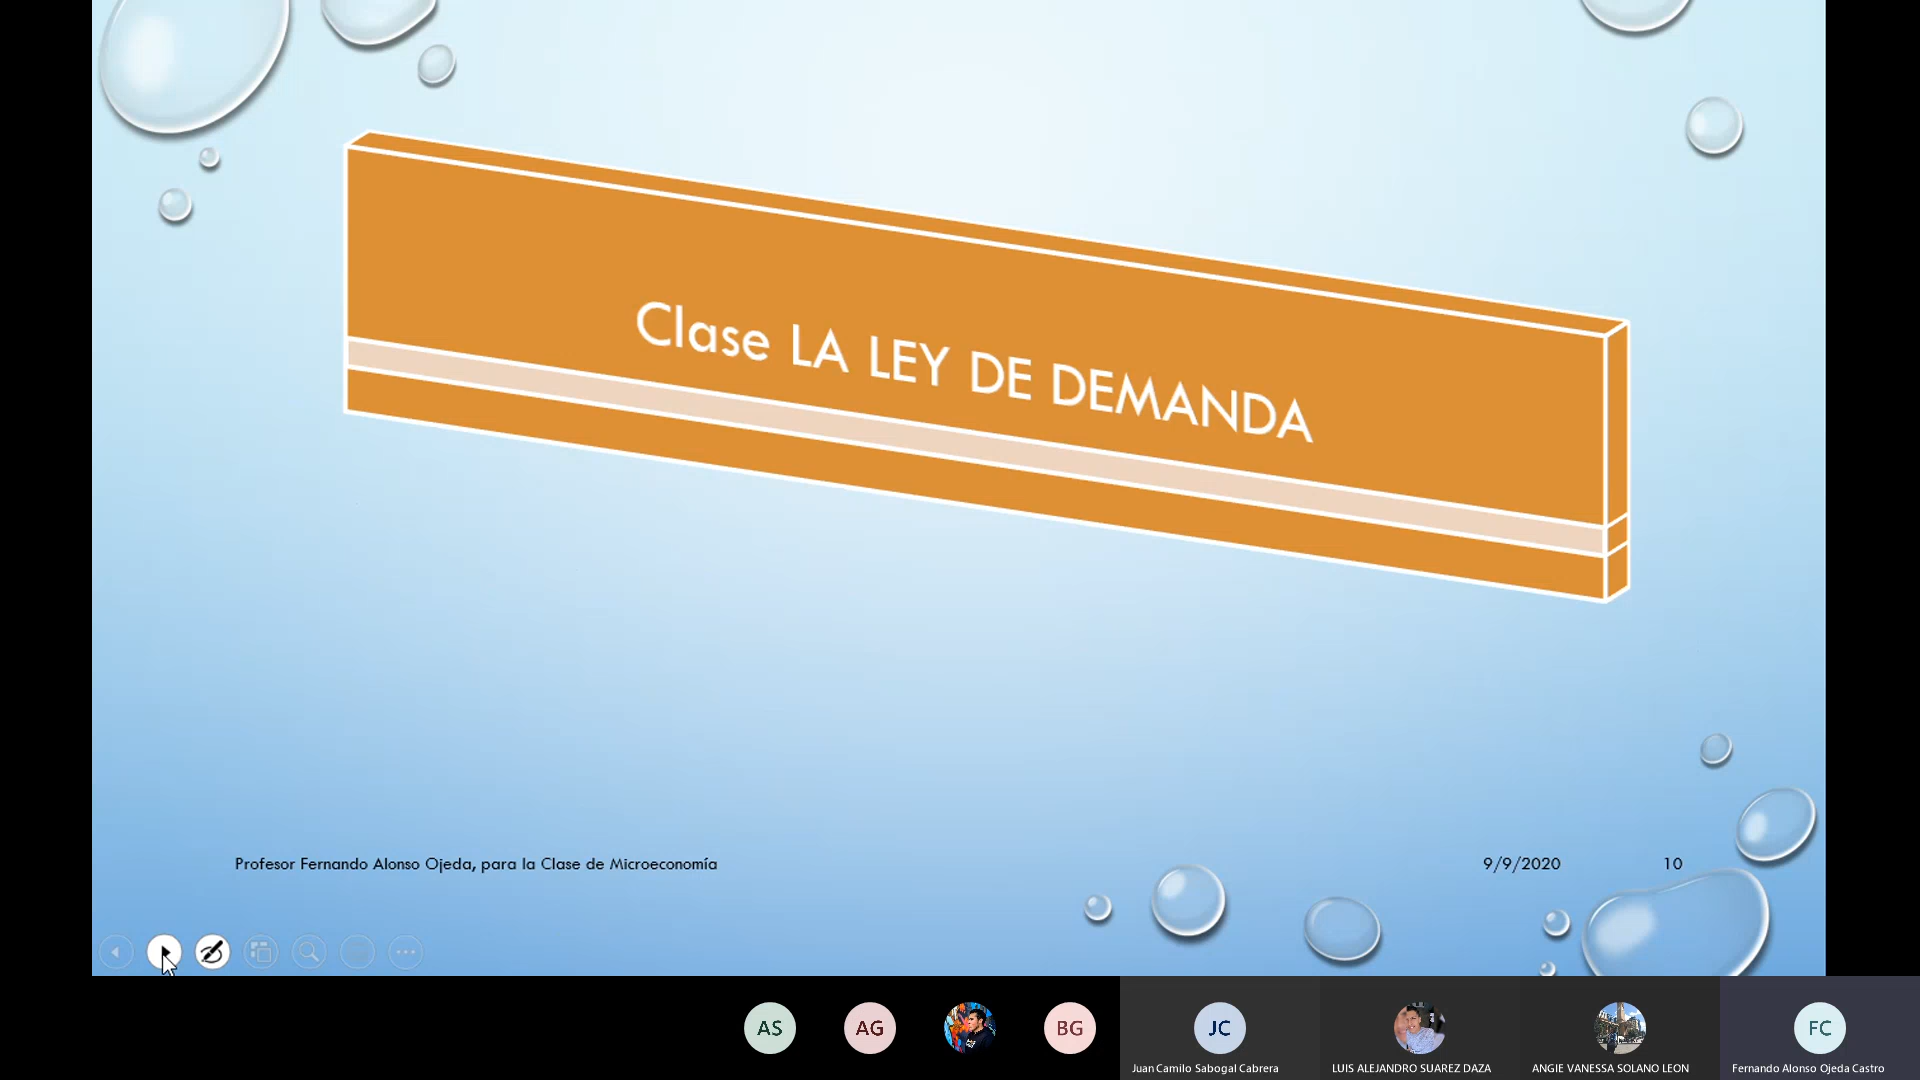 Clase LA LEY DE DEMANDA
Profesor Fernando Alonso Ojeda, para la Clase de Microeconomía
9/9/2020
10
AS
AG
BG
JC
FC
Juan Camilo Sabogal Cabrera
LUIS ALEJANDRO SUAREZ DAZA
ANGIE VANESSA SOLANO LEON
Fernando Alonso Ojeda Castro